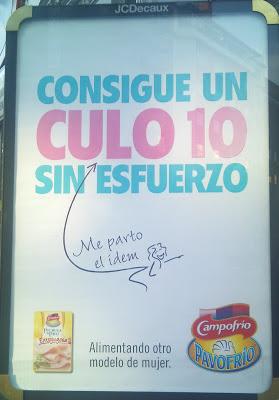 JCDecaux
CONSIGUE UN
CULO 10
SIN ESFUERZO
Me parto
el idem
Campofrío
PAVOFRÍO
Alimentando otro
modelo de mujer.